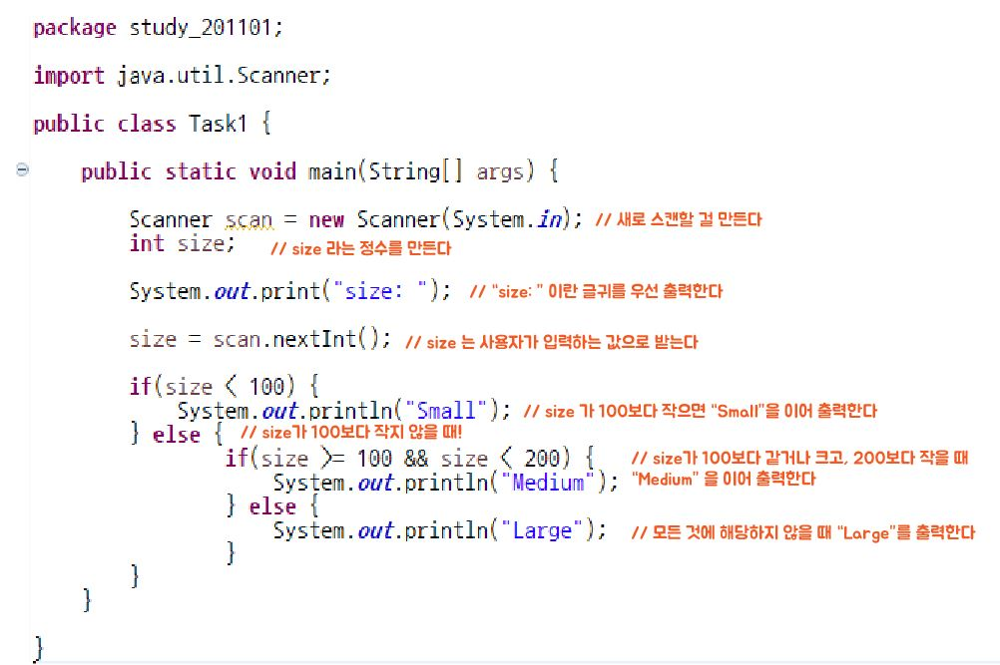 package study_201101;
import java.util.Scanner;
public class Task1 {
public static void main(String[] args) {
Scanner scan = new Scanner(System.in); // 새로 스캔할 걸 만든다
int size; // size 라는 정수를 만든다
System.out.print("size: "); // "size: " 이란 글귀를 우선 출력한다
size = scan.nextInt(); // size 는 사용자가 입력하는 값으로 받는다
if(size < 100) {
System.out.println("Small"); // size 가 100보다 작으면 "Small"을 이어 출력한다
} else { // size가 100보다 작지 않을 때!
if(size >= 100 && size < 200) { // size가 100보다 같거나 크고, 200보다 작을 때
System.out.println("Medium"); "Medium" 을 이어 출력한다
} else {
System.out.println("Large"); // 모든 것에 해당하지 않을 때 "Large"를 출력한다
}
}
}
}